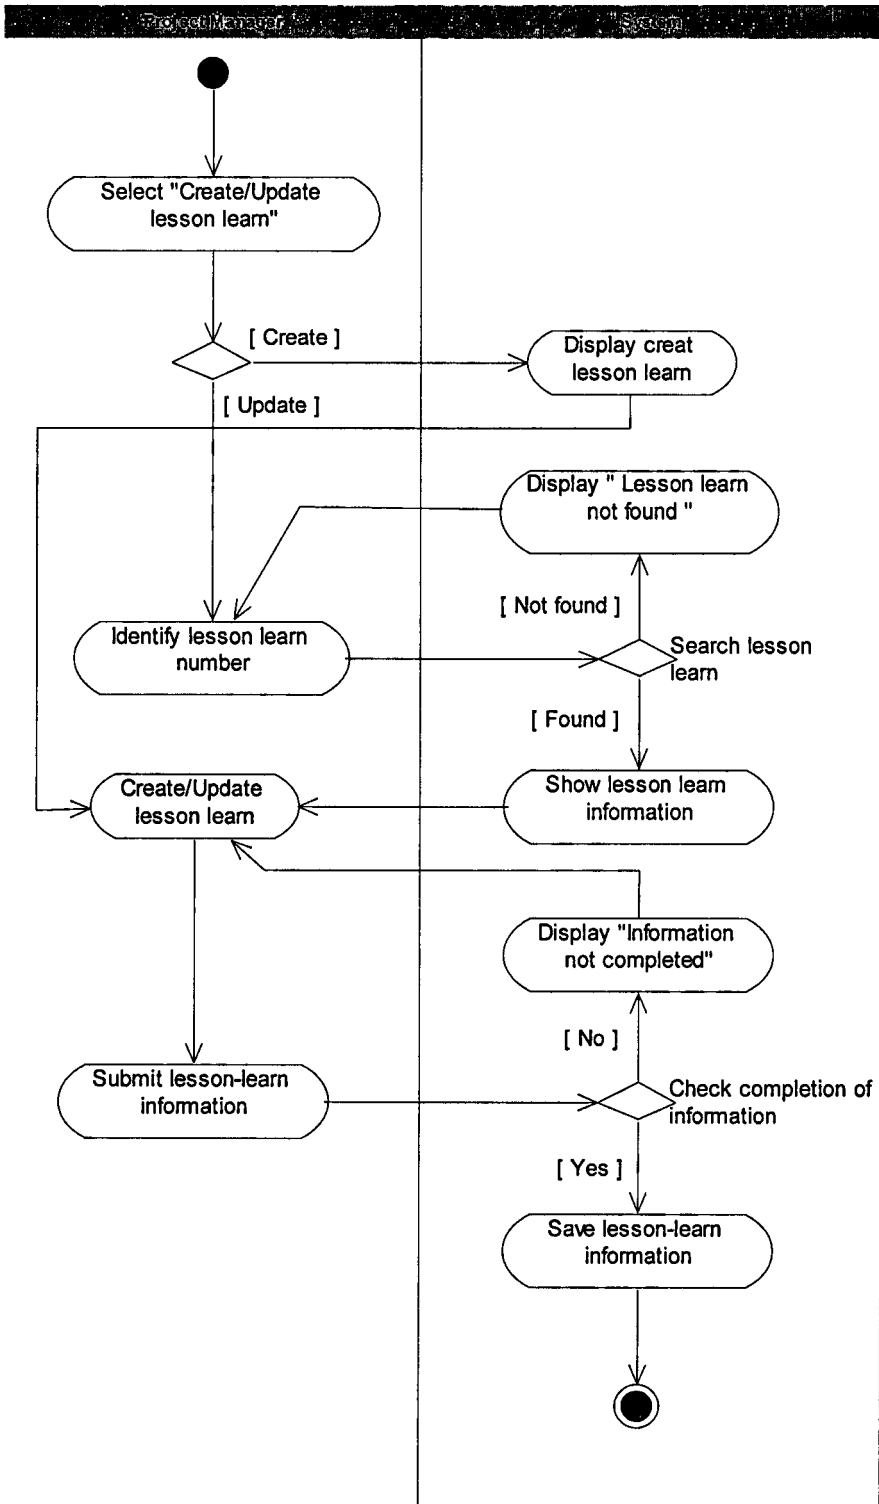 Project Manager
System
Select "Create/Update
lesson learn"
[ Create ]
Display creat
lesson learn
[ Update ]
Display " Lesson learn
not found "
[ Not found ]
Identify lesson learn
number
Search lesson
learn
[ Found ]
Create/Update
lesson learn
Show lesson learn
information
Display "Information
not completed"
[ No ]
Submit lesson-learn
information
Check completion of
information
[ Yes ]
Save lesson-learn
information